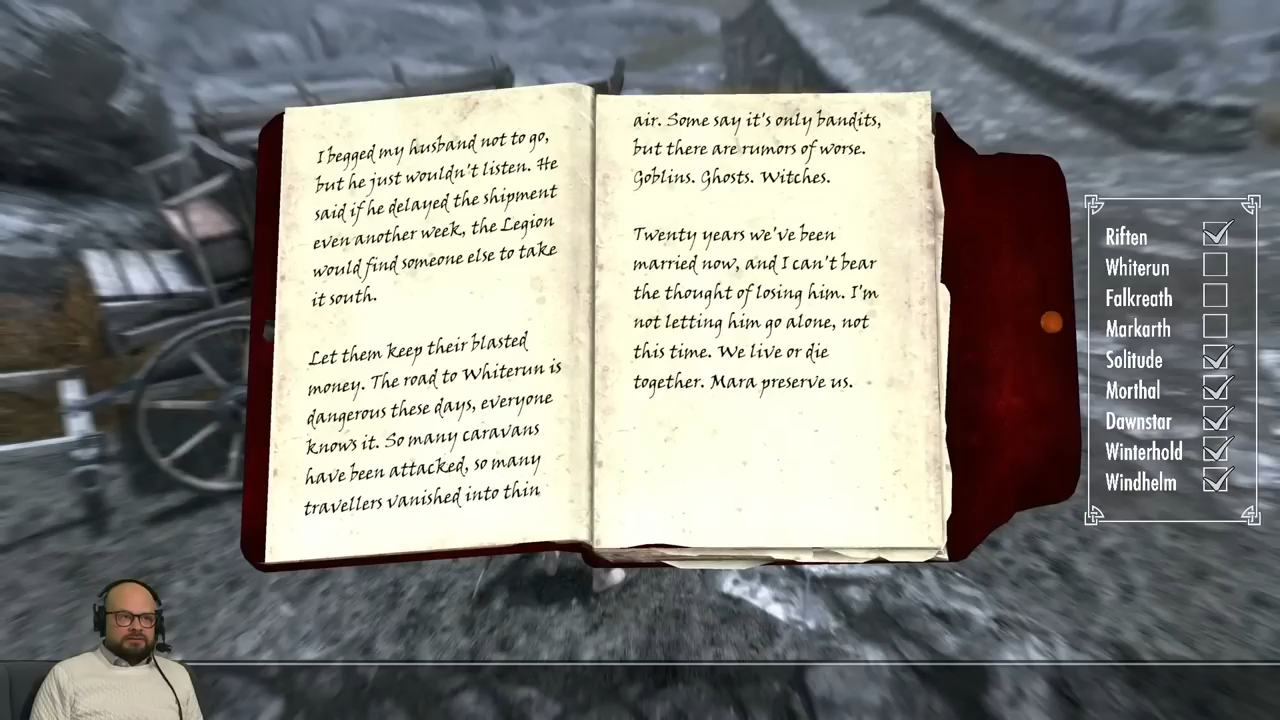 I begged my husband not to go,
but he just wouldn't listen. He
said if he delayed the shipment
even another week, the Legion
would find someone else to take
it south.
Let them keep their blasted
money. The road to Whiterun is
dangerous these days, everyone
knows it. So many caravans
have been attacked, so many
travellers vanished into thin
air. Some say it's only bandits,
but there are rumors of worse.
Goblins. Ghosts. Witches.
Twenty years we've been
married now, and I can't bear
the thought of losing him. I'm
not letting him go alone, not
this time. We live or die
together. Mara preserve us.
Riften
Whiterun
Falkreath
Markarth
Solitude
Morthal
Dawnstar
Winterhold
Windhelm